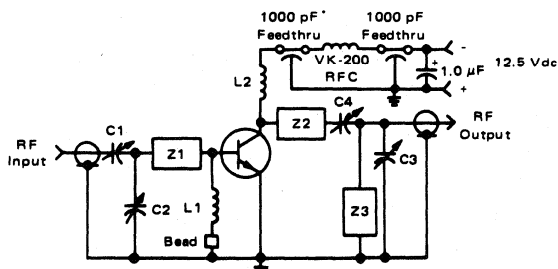 1000 pF 1000 pF
Feedthru Feedthru
-
VK-200
RFC
+
1.0 µF
12.5 Vdc
+
L2
RF
Input
C1
Z1
C2
L1
Bead
Z2
C4
RF
Output
C3
Z3